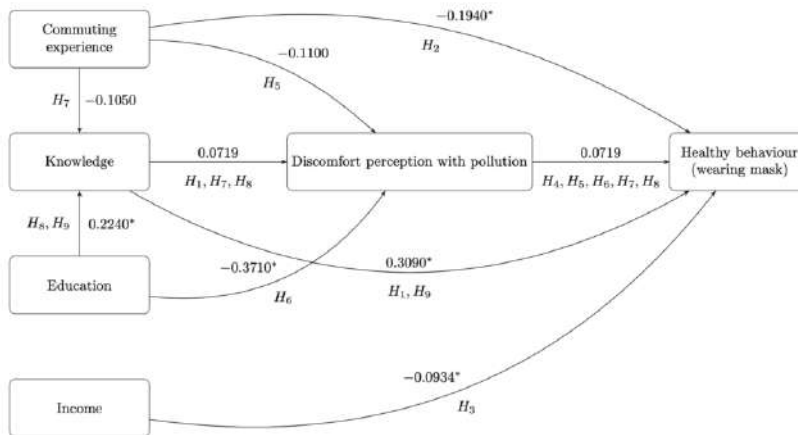 Commuting
experience
−0.1940*
H₂
−0.1100
H₅
H₇ −0.1050
Knowledge
0.0719
H₁, H₇, H₈
Discomfort perception with pollution
0.0719
H₄, H₅, H₆, H₇, H₈
Healthy behaviour
(wearing mask)
H₈, H₉ 0.2240*
Education
−0.3710*
H₆
0.3090*
H₁, H₉
Income
−0.0934*
H₃